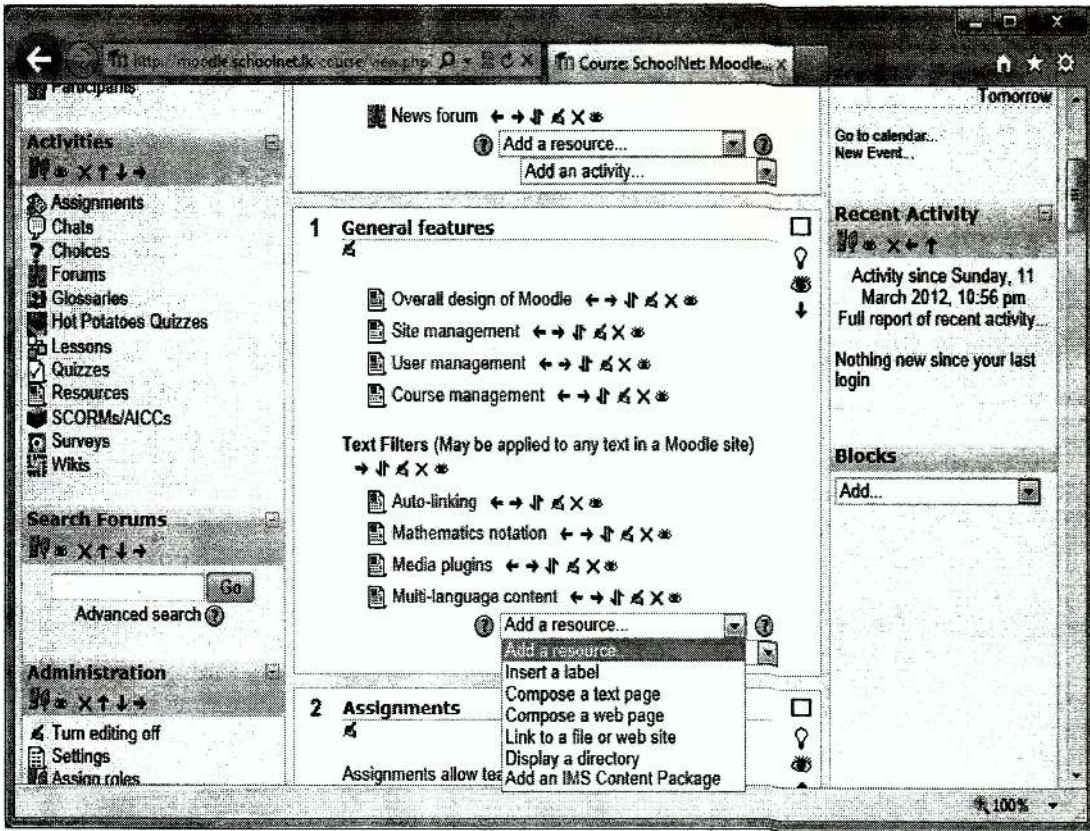 http://moodle.schoolnet.lk/course/view.php
Course: SchoolNet: Moodle...
Participants
Activities
Assignments
Chats
Choices
Forums
Glossaries
Hot Potatoes Quizzes
Lessons
Quizzes
Resources
SCORMs/AICCs
Surveys
Wikis
Search Forums
Go
Advanced search
Administration
Turn editing off
Settings
Assign roles
News forum
Add a resource...
Add an activity...
1 General features
Overall design of Moodle
Site management
User management
Course management
Text Filters (May be applied to any text in a Moodle site)
Auto-linking
Mathematics notation
Media plugins
Multi-language content
Add a resource...
Add a resource...
Insert a label
Compose a text page
Compose a web page
Link to a file or web site
Display a directory
Add an IMS Content Package
2 Assignments
Assignments allow tea
Tomorrow
Go to calendar...
New Event...
Recent Activity
Activity since Sunday, 11
March 2012, 10:56 pm
Full report of recent activity...
Nothing new since your last
login
Blocks
Add...
100%